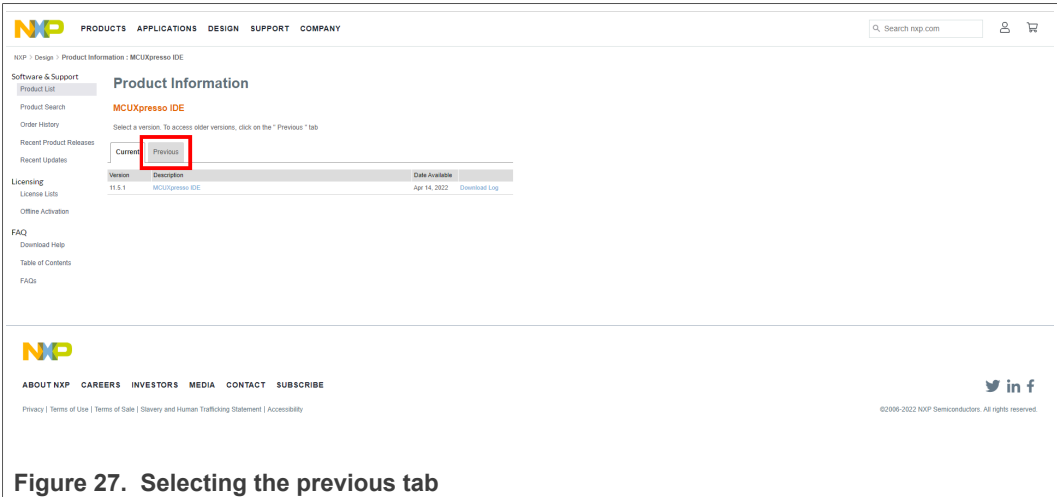 NXP PRODUCTS APPLICATIONS DESIGN SUPPORT COMPANY Search nxp.com
NXP > Design > Product Information : MCUXpresso IDE
Software & Support
Product List
Product Search
Order History
Recent Product Releases
Recent Updates
Licensing
License Lists
Offline Activation
FAQ
Download Help
Table of Contents
FAQs
Product Information
MCUXpresso IDE
Select a version. To access older versions, click on the " Previous " tab
Current Previous
Version Description Date Available
11.5.1 MCUXpresso IDE Apr 14, 2022 Download Log
NXP
ABOUT NXP CAREERS INVESTORS MEDIA CONTACT SUBSCRIBE
Privacy | Terms of Use | Terms of Sale | Slavery and Human Trafficking Statement | Accessibility ©2006-2022 NXP Semiconductors. All rights reserved.
Figure 27. Selecting the previous tab